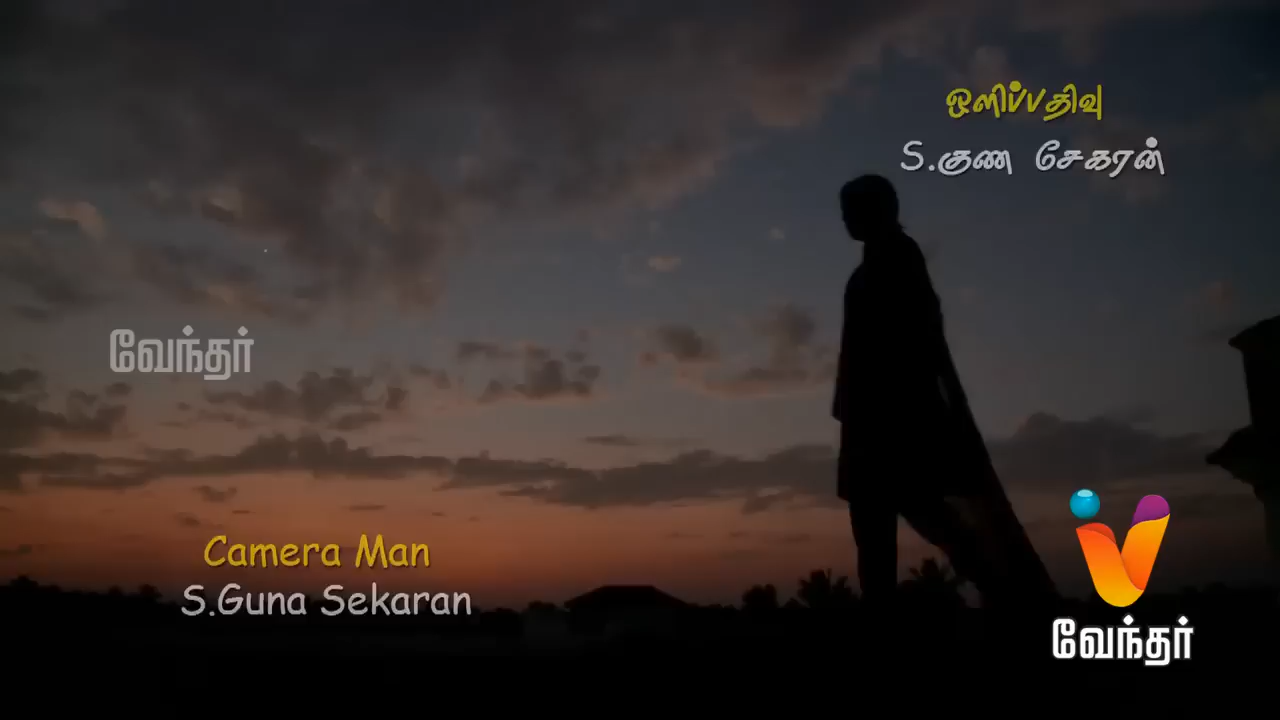 ஒளிப்பதிவு
S.குண சேகரன்
வேந்தர்
Camera Man
S.Guna Sekaran
வேந்தர்